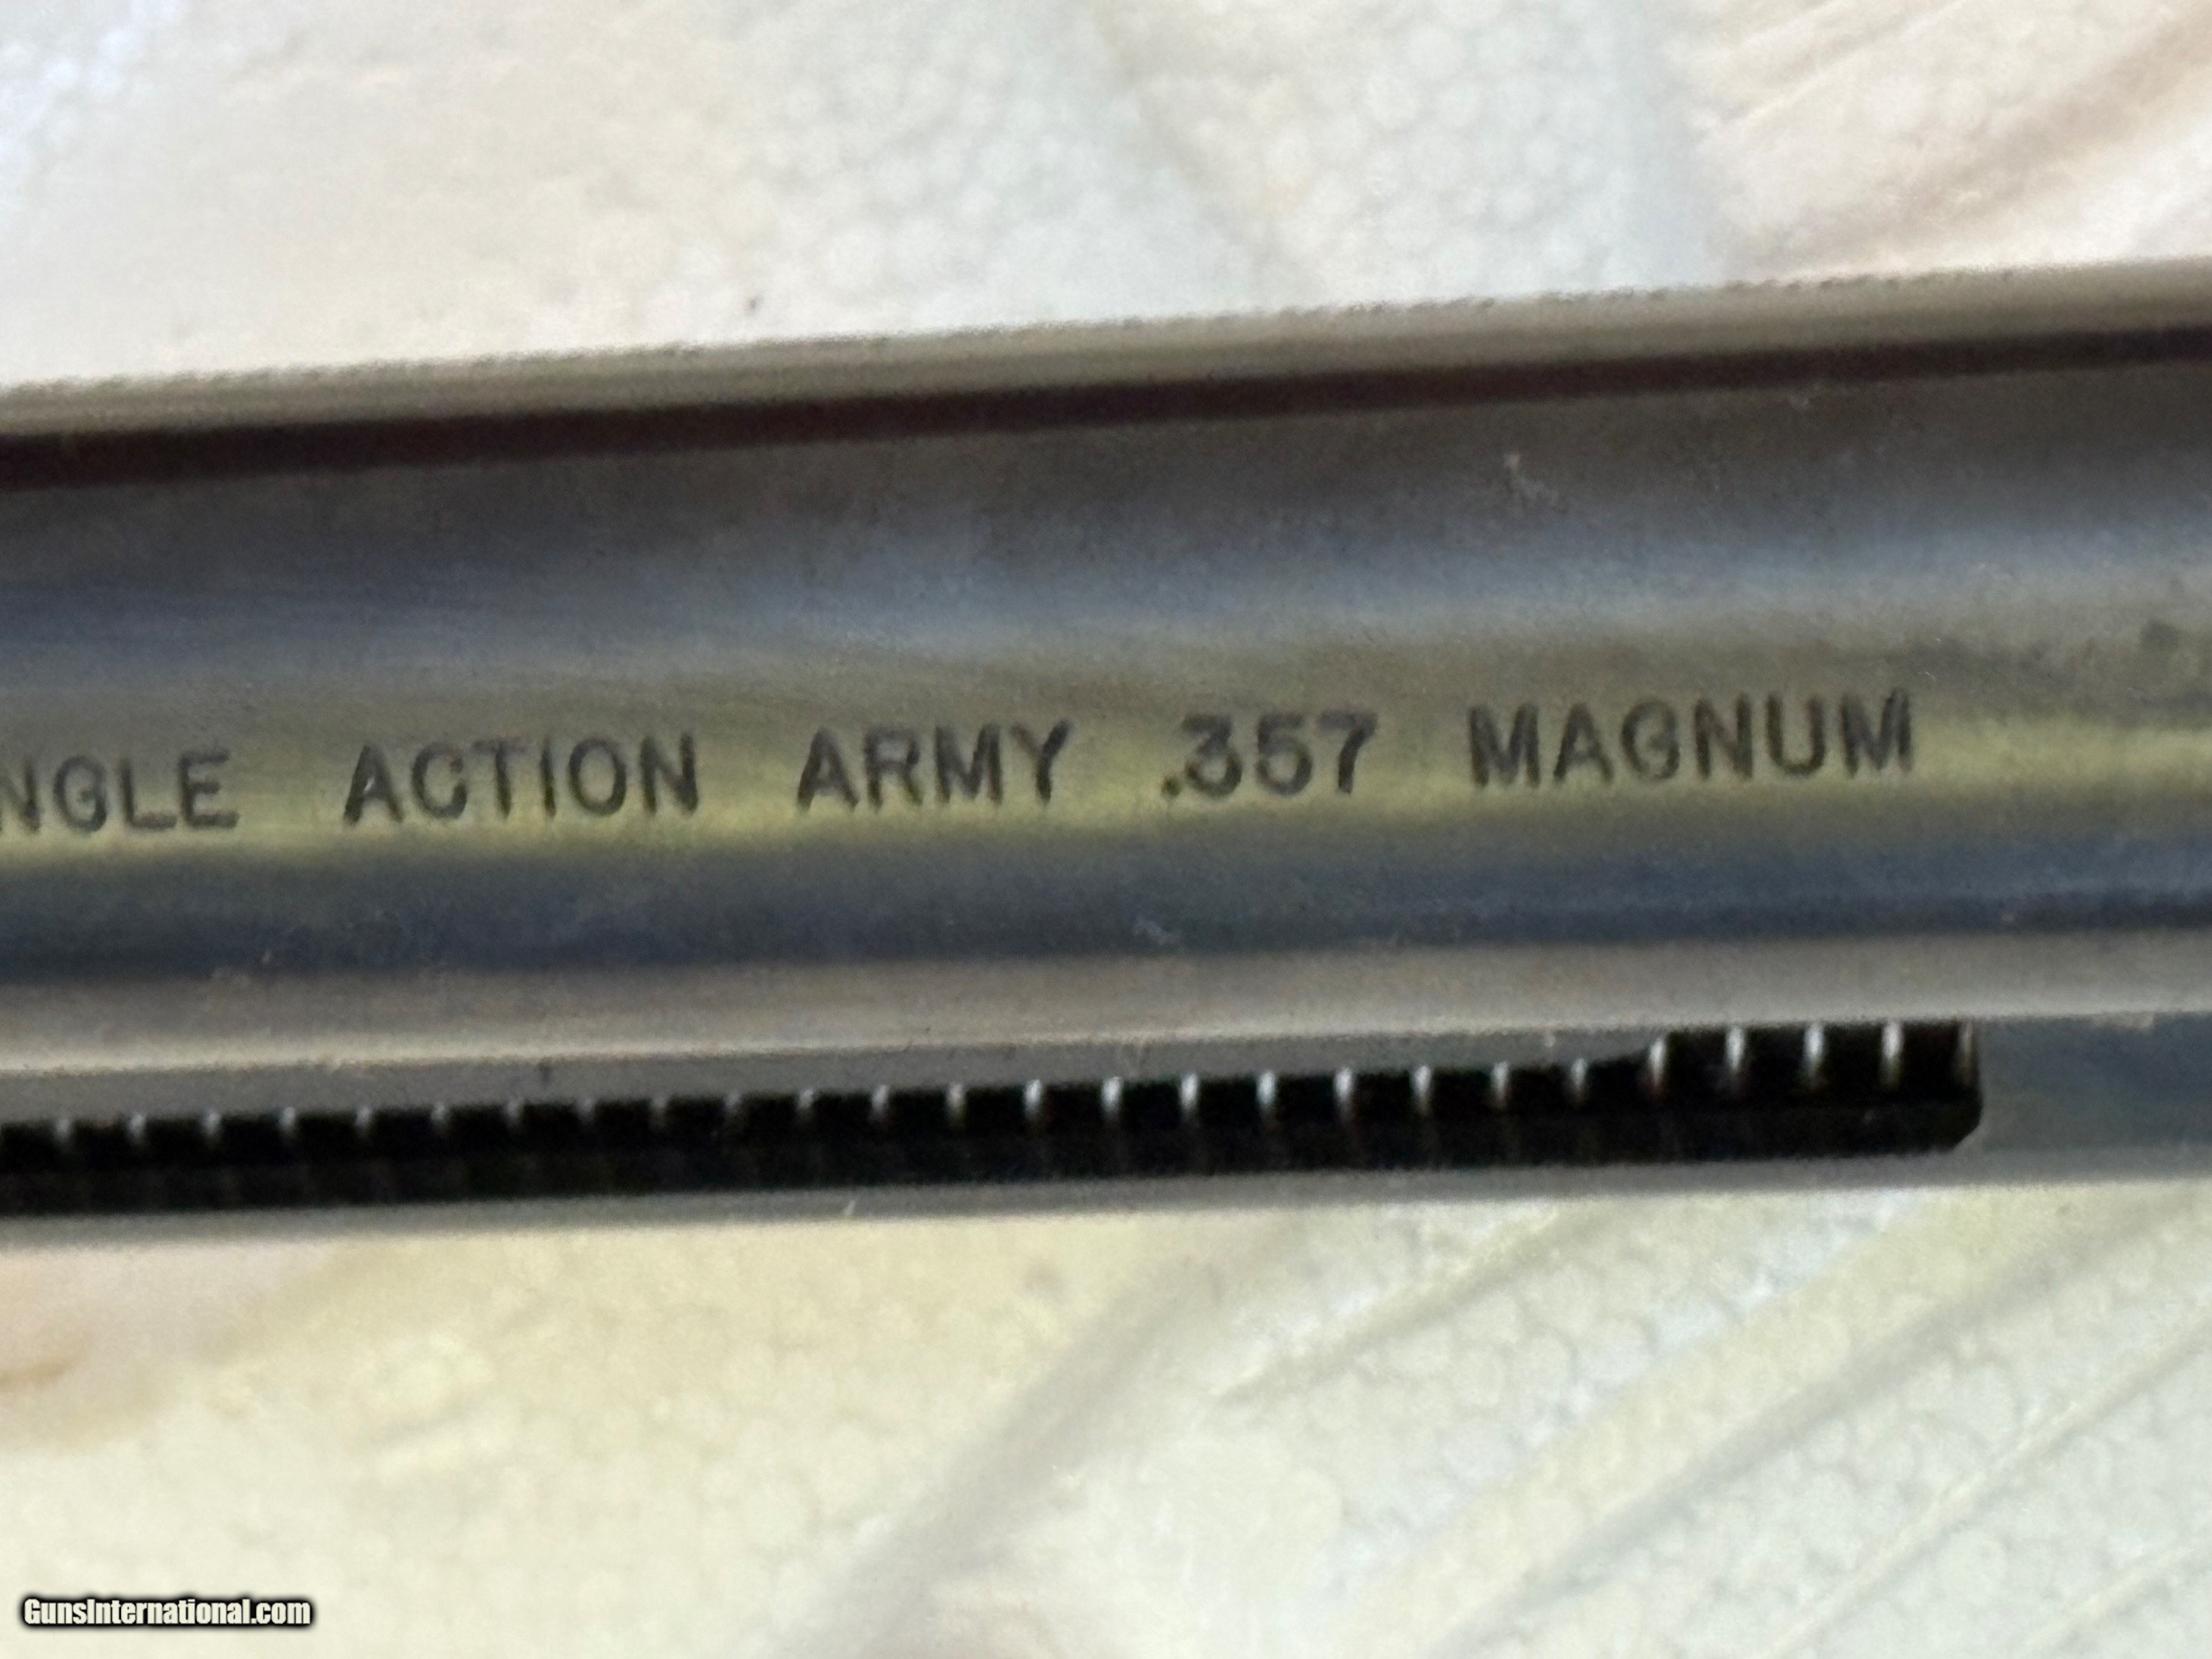 NGLE ACTION ARMY .357 MAGNUM
GunsInternational.com